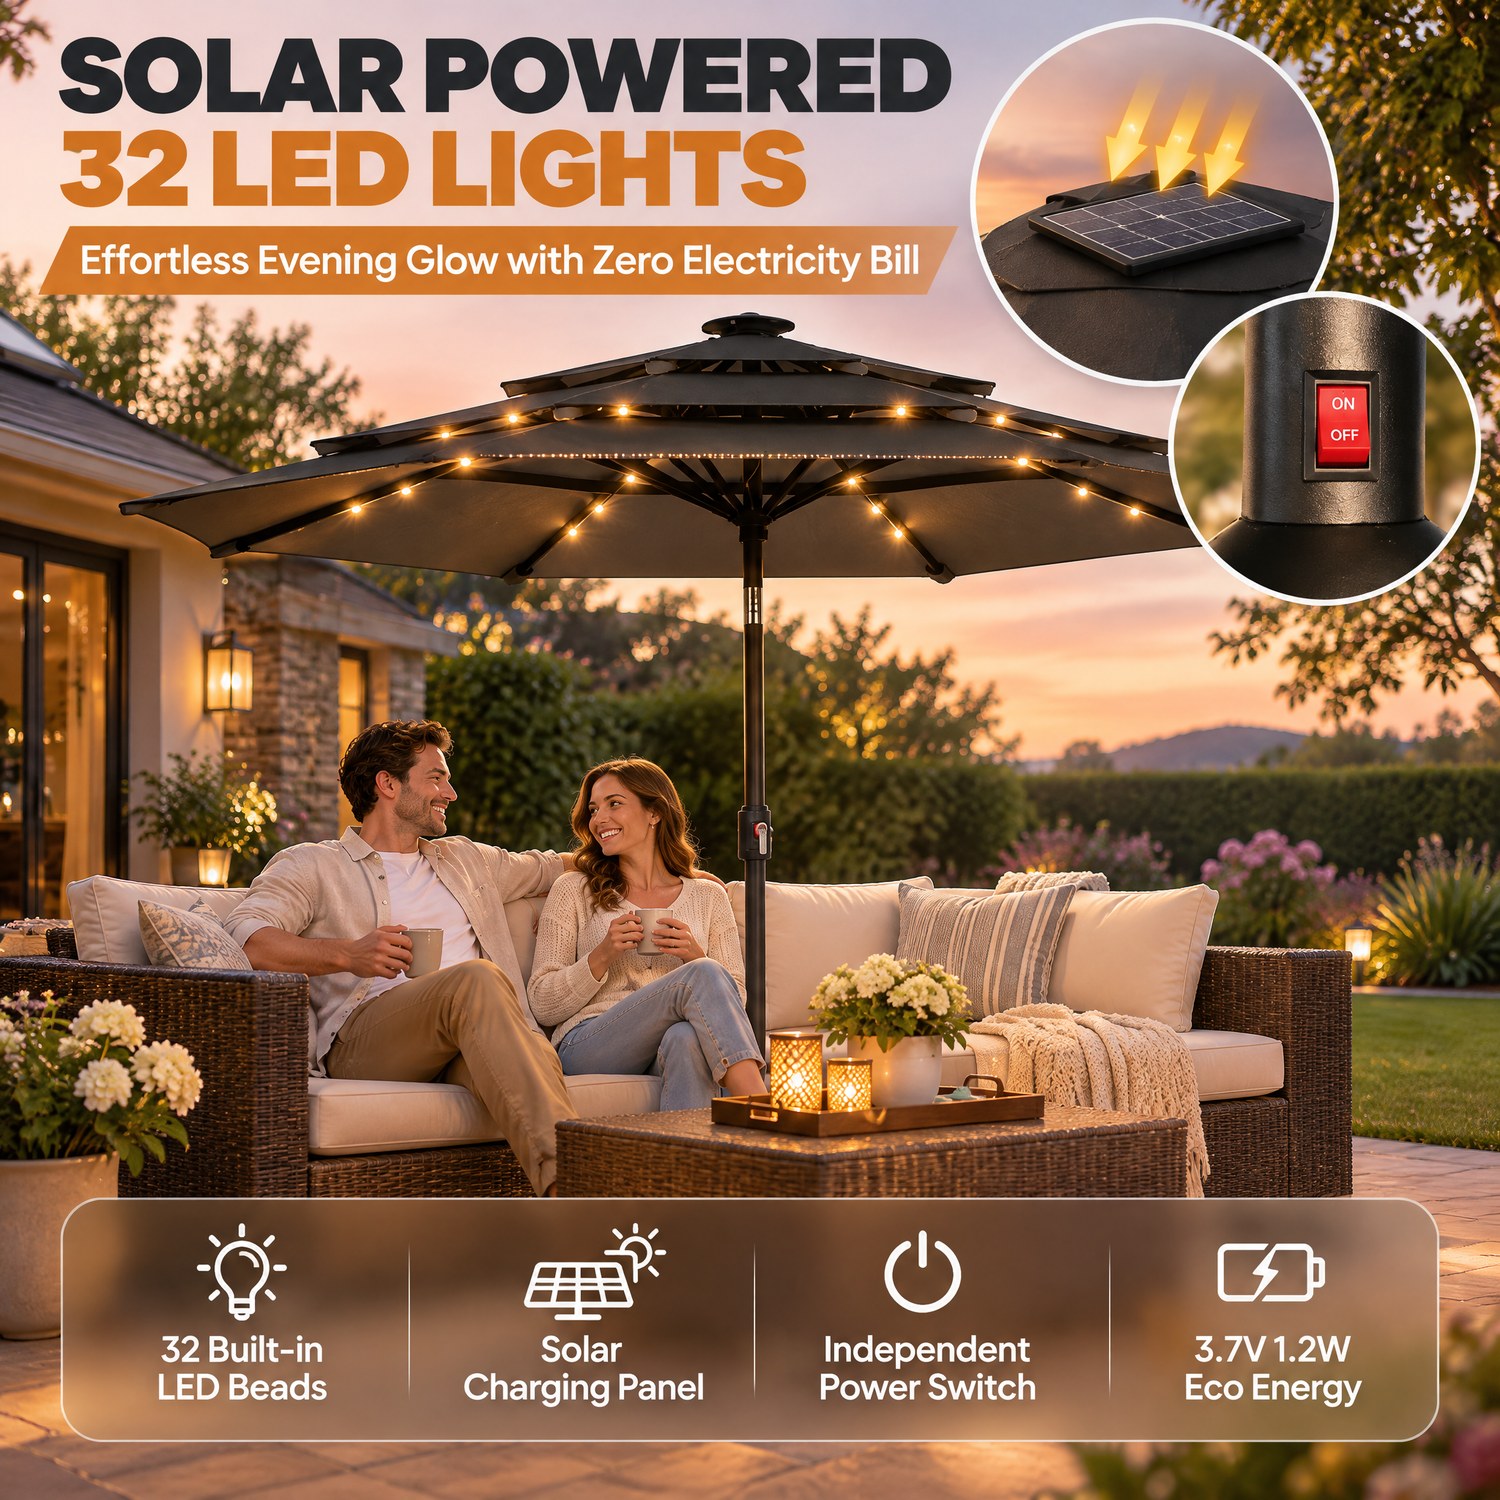 SOLAR POWERED
32 LED LIGHTS
Effortless Evening Glow with Zero Electricity Bill
ON
OFF
32 Built-in
LED Beads
Solar
Charging Panel
Independent
Power Switch
3.7V 1.2W
Eco Energy